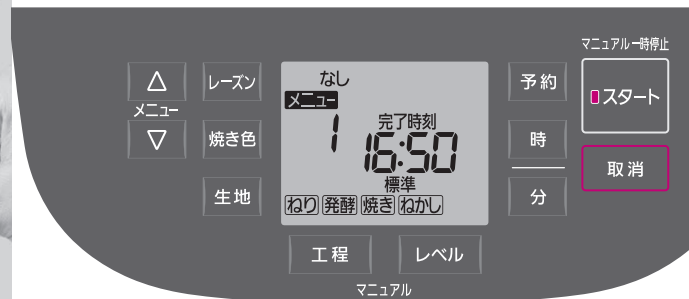 マニュアル一時停止
△
レーズン
なし
予約
スタート
メニュー
メニュー
1
完了時刻
16:50
▽
焼き色
時
取消
標準
生地
ねり 発酵 焼き ねかし
分
工程
レベル
マニュアル